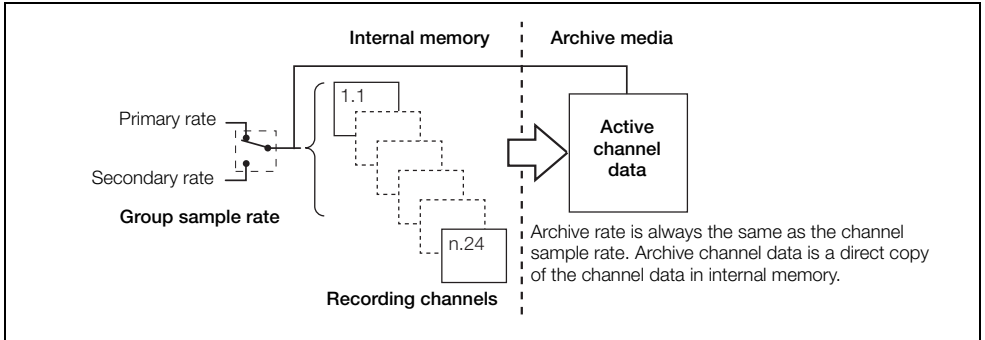 Internal memory
Archive media
1.1
Primary rate
Active
channel
data
Secondary rate
Group sample rate
n.24
Archive rate is always the same as the channel
sample rate. Archive channel data is a direct copy
of the channel data in internal memory.
Recording channels